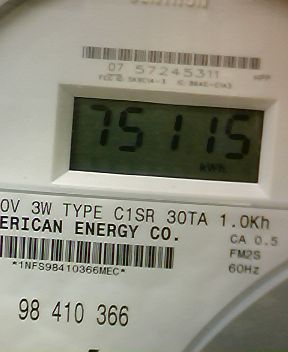 07 57245311
75115
kWh
0V 3W TYPE C1SR 30TA 1.0Kh
ERICAN ENERGY CO.
CA 0.5
FM2S
*1NFS98410366MEC*
60Hz
98 410 366